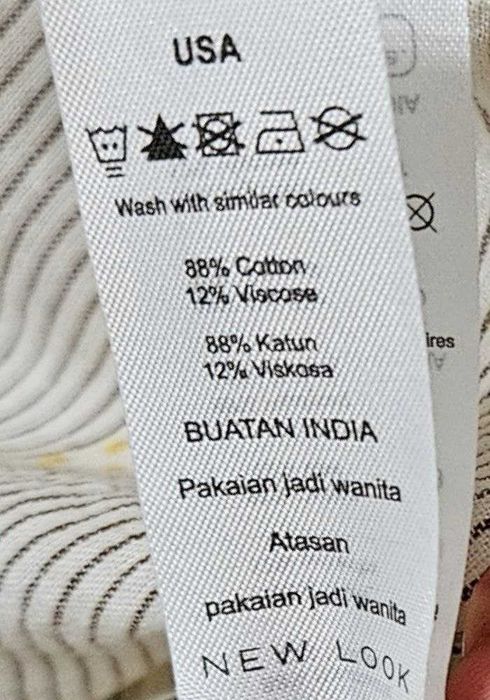 USA
Wash with similar colours
88% Cotton
12% Viscose
88% Katun
12% Viskosa
BUATAN INDIA
Pakaian jadi wanita
Atasan
pakaian jadi wanita
NEW LOOK
ires